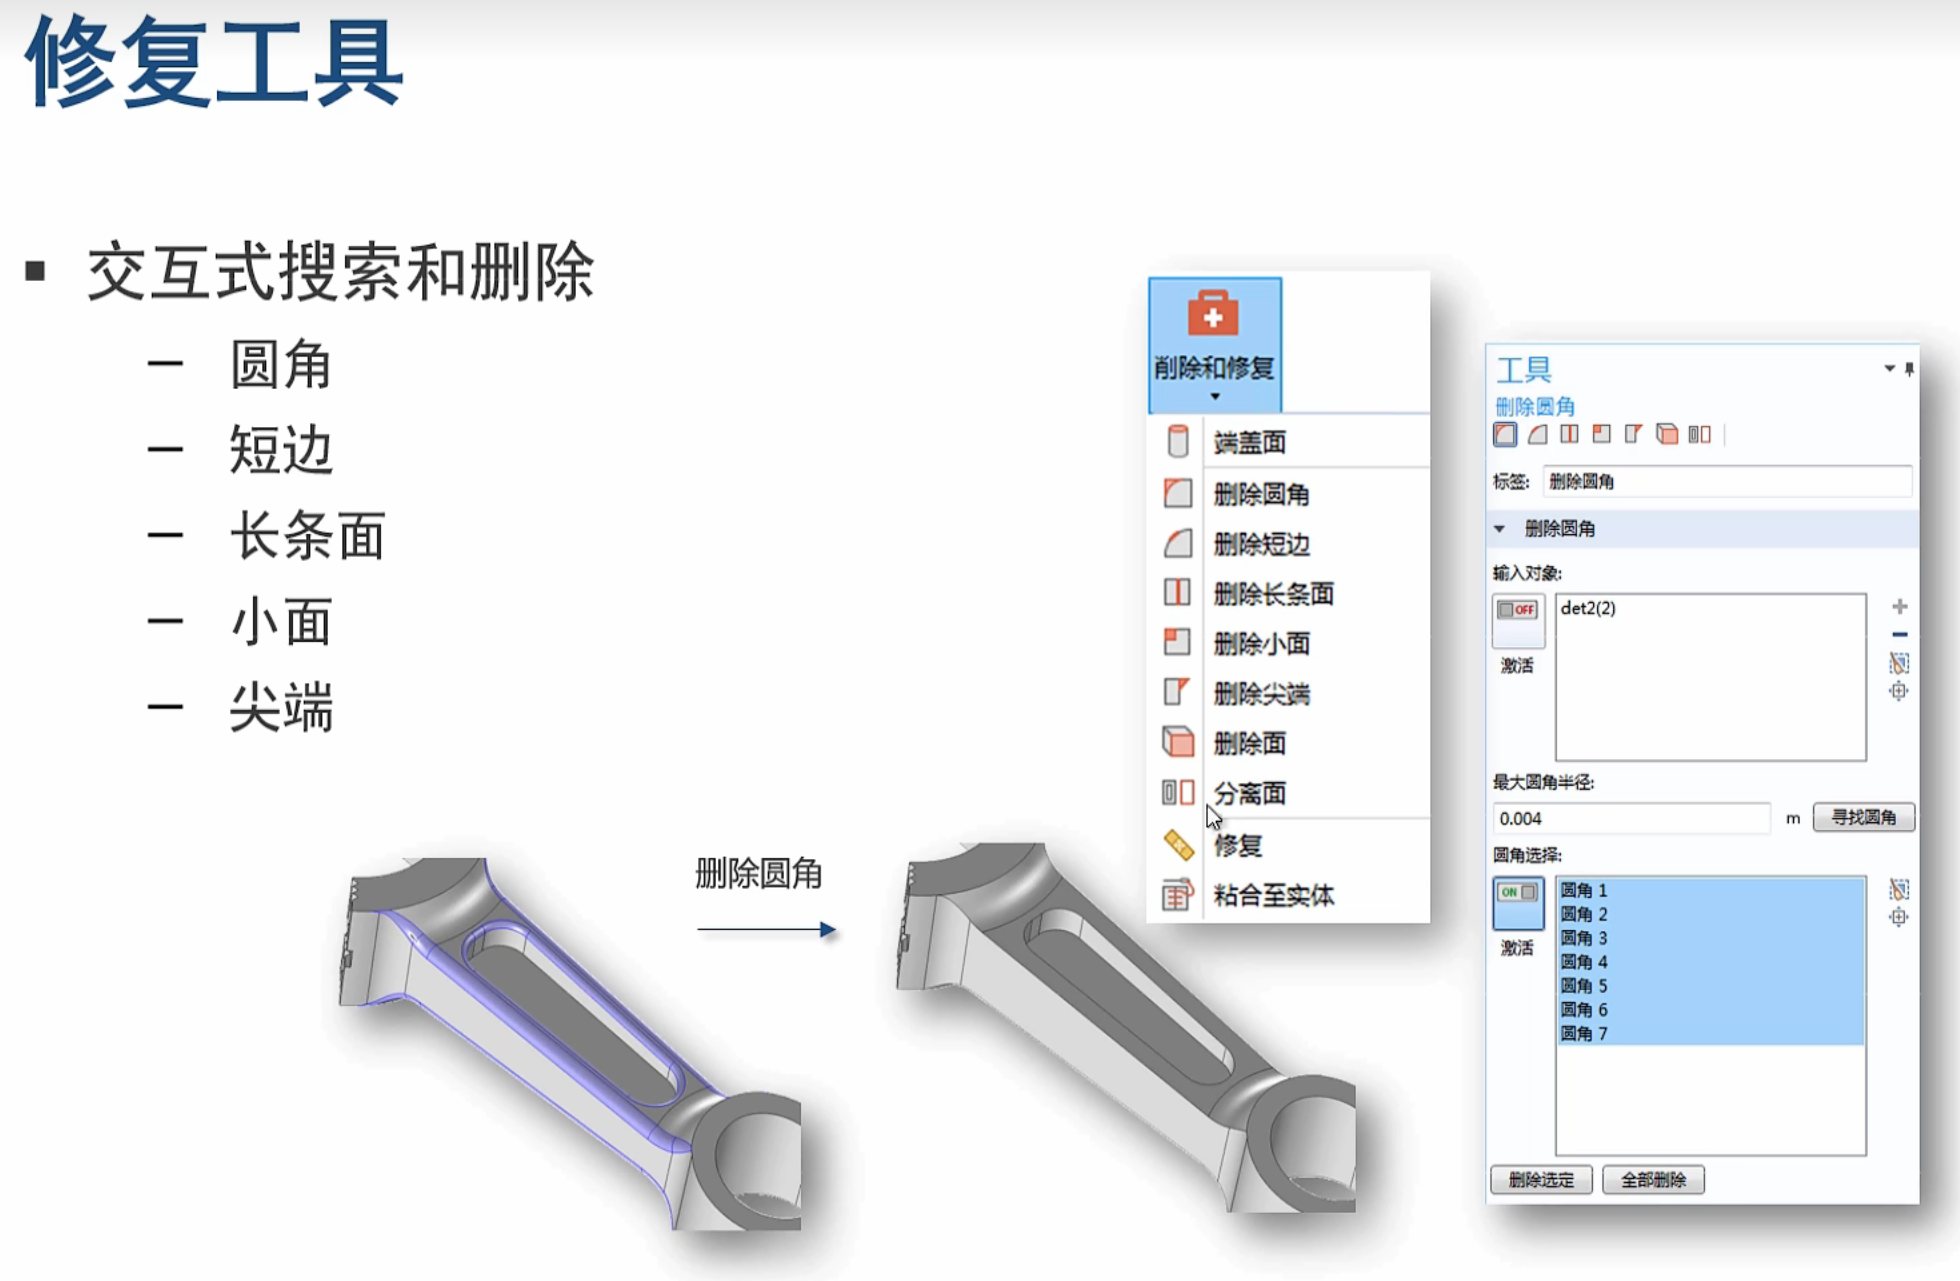 修复工具
▪ 交互式搜索和删除
– 圆角
– 短边
– 长条面
– 小面
– 尖端
删除圆角
削除和修复
端盖面
删除圆角
删除短边
删除长条面
删除小面
删除尖端
删除面
分离面
修复
粘合至实体
工具
删除圆角
标签: 删除圆角
删除圆角
输入对象:
OFF
激活
det2(2)
最大圆角半径:
0.004 m 寻找圆角
圆角选择:
ON
激活
圆角 1
圆角 2
圆角 3
圆角 4
圆角 5
圆角 6
圆角 7
删除选定 全部删除